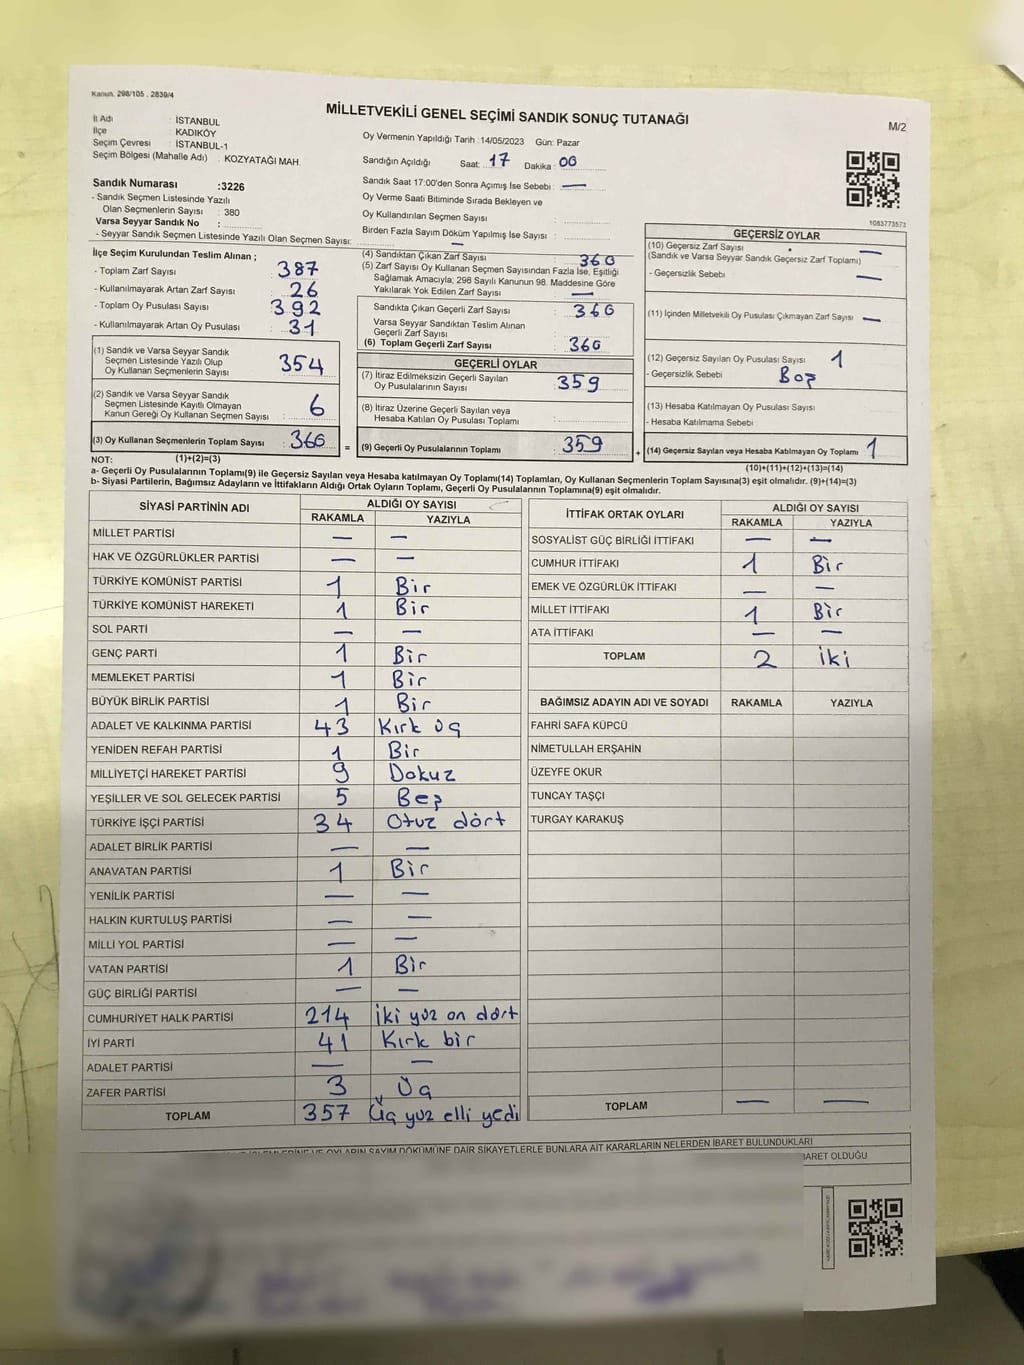 Kanun. 298/105 . 2839/4
MİLLETVEKİLİ GENEL SEÇİMİ SANDIK SONUÇ TUTANAĞI
M/2
İl Adı : İSTANBUL
İlçe : KADIKÖY
Seçim Çevresi : İSTANBUL-1
Seçim Bölgesi (Mahalle Adı) : KOZYATAĞI MAH.
Sandık Numarası :3226
- Sandık Seçmen Listesinde Yazılı
Olan Seçmenlerin Sayısı : 380
Varsa Seyyar Sandık No :
- Seyyar Sandık Seçmen Listesinde Yazılı Olan Seçmen Sayısı:
Oy Vermenin Yapıldığı Tarih :14/05/2023 Gün: Pazar
Sandığın Açıldığı Saat: 17 Dakika: 00
Sandık Saat 17:00'den Sonra Açımış İse Sebebi : —
Oy Verme Saati Bitiminde Sırada Bekleyen ve
Oy Kullandırılan Seçmen Sayısı :
Birden Fazla Sayım Döküm Yapılmış İse Sayısı :
—
1083773573
İlçe Seçim Kurulundan Teslim Alınan ;
- Toplam Zarf Sayısı 387
- Kullanılmayarak Artan Zarf Sayısı : 26
- Toplam Oy Pusulası Sayısı 392
- Kullanılmayarak Artan Oy Pusulası : 31
(1) Sandık ve Varsa Seyyar Sandık
Seçmen Listesinde Yazılı Olup
Oy Kullanan Seçmenlerin Sayısı : 354
(2) Sandık ve Varsa Seyyar Sandık
Seçmen Listesinde Kayıtlı Olmayan
Kanun Gereği Oy Kullanan Seçmen Sayısı : 6
(3) Oy Kullanan Seçmenlerin Toplam Sayısı : 360
(4) Sandıktan Çıkan Zarf Sayısı : 360
(5) Zarf Sayısı Oy Kullanan Seçmen Sayısından Fazla İse, Eşitliği
Sağlamak Amacıyla; 298 Sayılı Kanunun 98. Maddesine Göre
Yakılarak Yok Edilen Zarf Sayısı : —
Sandıkta Çıkan Geçerli Zarf Sayısı : 360
Varsa Seyyar Sandıktan Teslim Alınan
Geçerli Zarf Sayısı
(6) Toplam Geçerli Zarf Sayısı : 360
GEÇERLİ OYLAR
(7) İtiraz Edilmeksizin Geçerli Sayılan
Oy Pusulalarının Sayısı : 359
(8) İtiraz Üzerine Geçerli Sayılan veya
Hesaba Katılan Oy Pusulası Toplamı :
= (9) Geçerli Oy Pusulalarının Toplamı : 359
GEÇERSİZ OYLAR
(10) Geçersiz Zarf Sayısı : —
(Sandık ve Varsa Seyyar Sandık Geçersiz Zarf Toplamı)
- Geçersizlik Sebebi : —
(11) İçinden Milletvekili Oy Pusulası Çıkmayan Zarf Sayısı : —
(12) Geçersiz Sayılan Oy Pusulası Sayısı : 1
- Geçersizlik Sebebi : Boş
(13) Hesaba Katılmayan Oy Pusulası Sayısı :
- Hesaba Katılmama Sebebi :
+ (14) Geçersiz Sayılan veya Hesaba Katılmayan Oy Toplamı 1
NOT: (1)+(2)=(3)
(10)+(11)+(12)+(13)=(14)
a- Geçerli Oy Pusulalarının Toplamı(9) ile Geçersiz Sayılan veya Hesaba katılmayan Oy Toplamı(14) Toplamları, Oy Kullanan Seçmenlerin Toplam Sayısına(3) eşit olmalıdır. (9)+(14)=(3)
b- Siyasi Partilerin, Bağımsız Adayların ve İttifakların Aldığı Ortak Oyların Toplamı, Geçerli Oy Pusulalarının Toplamına(9) eşit olmalıdır.
SİYASİ PARTİNİN ADI ALDIĞI OY SAYISI
RAKAMLA YAZIYLA
MİLLET PARTİSİ — —
HAK VE ÖZGÜRLÜKLER PARTİSİ — —
TÜRKİYE KOMÜNİST PARTİSİ 1 Bir
TÜRKİYE KOMÜNİST HAREKETİ 1 Bir
SOL PARTİ — —
GENÇ PARTİ 1 Bir
MEMLEKET PARTİSİ 1 Bir
BÜYÜK BİRLİK PARTİSİ 1 Bir
ADALET VE KALKINMA PARTİSİ 43 Kırk üç
YENİDEN REFAH PARTİSİ 1 Bir
MİLLİYETÇİ HAREKET PARTİSİ 9 Dokuz
YEŞİLLER VE SOL GELECEK PARTİSİ 5 Beş
TÜRKİYE İŞÇİ PARTİSİ 34 Otuz dört
ADALET BİRLİK PARTİSİ — —
ANAVATAN PARTİSİ 1 Bir
YENİLİK PARTİSİ — —
HALKIN KURTULUŞ PARTİSİ — —
MİLLİ YOL PARTİSİ — —
VATAN PARTİSİ 1 Bir
GÜÇ BİRLİĞİ PARTİSİ — —
CUMHURİYET HALK PARTİSİ 214 iki yüz on dört
İYİ PARTİ 41 Kırk bir
ADALET PARTİSİ — —
ZAFER PARTİSİ 3 Üç
TOPLAM 357 Üç yüz elli yedi
İTTİFAK ORTAK OYLARI ALDIĞI OY SAYISI
RAKAMLA YAZIYLA
SOSYALİST GÜÇ BİRLİĞİ İTTİFAKI — —
CUMHUR İTTİFAKI 1 Bir
EMEK VE ÖZGÜRLÜK İTTİFAKI — —
MİLLET İTTİFAKI 1 Bir
ATA İTTİFAKI — —
TOPLAM 2 iki
BAĞIMSIZ ADAYIN ADI VE SOYADI RAKAMLA YAZIYLA
FAHRİ SAFA KÜPCÜ
NİMETULLAH ERŞAHİN
ÜZEYFE OKUR
TUNCAY TAŞÇI
TURGAY KARAKUŞ
TOPLAM — —
OYLARIN SAYIM DÖKÜMÜNE DAİR ŞİKAYETLERLE BUNLARA AİT KARARLARIN NELERDEN İBARET BULUNDUKLARI
İBARET OLDUĞU